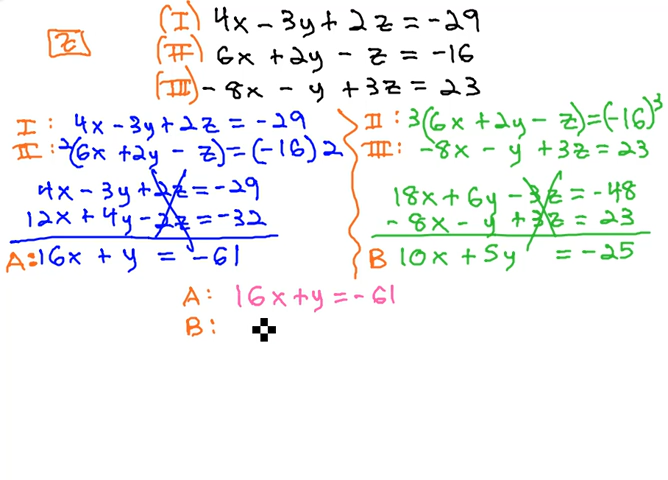 z
(I) 4x - 3y + 2z = -29
(II) 6x + 2y - z = -16
(III) -8x - y + 3z = 23
I: 4x - 3y + 2z = -29
II: 2(6x + 2y - z) = (-16)2
4x - 3y + 2z = -29
12x + 4y - 2z = -32
A: 16x + y = -61
II: 3(6x + 2y - z) = (-16)3
III: -8x - y + 3z = 23
18x + 6y - 3z = -48
-8x - y + 3z = 23
B 10x + 5y = -25
A: 16x + y = -61
B: